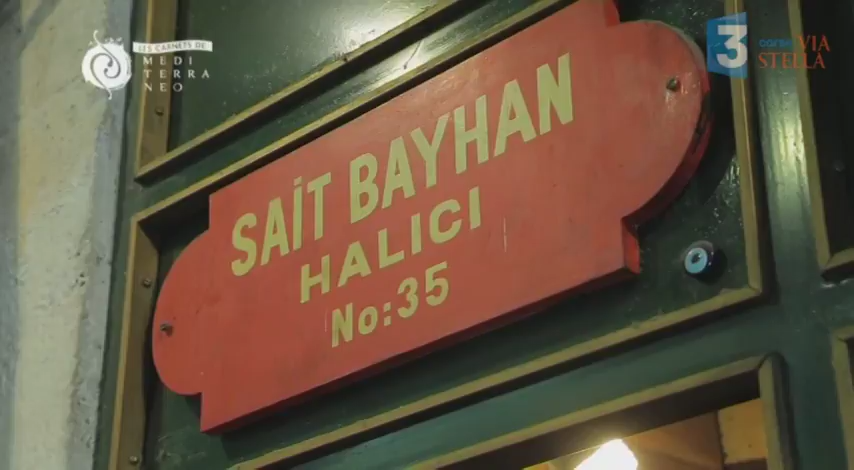 LES CARNETS DE
MEDI
TERRA
NEO
3
corse VIA
STELLA
SAİT BAYHAN
HALICI
No:35